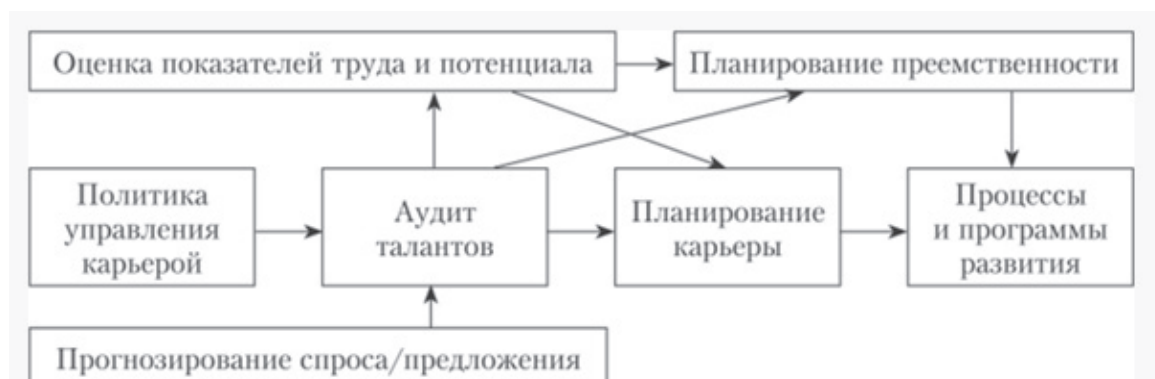 Оценка показателей труда и потенциала
Планирование преемственности
Политика
управления
карьерой
Аудит
талантов
Планирование
карьеры
Процессы
и программы
развития
Прогнозирование спроса/предложения